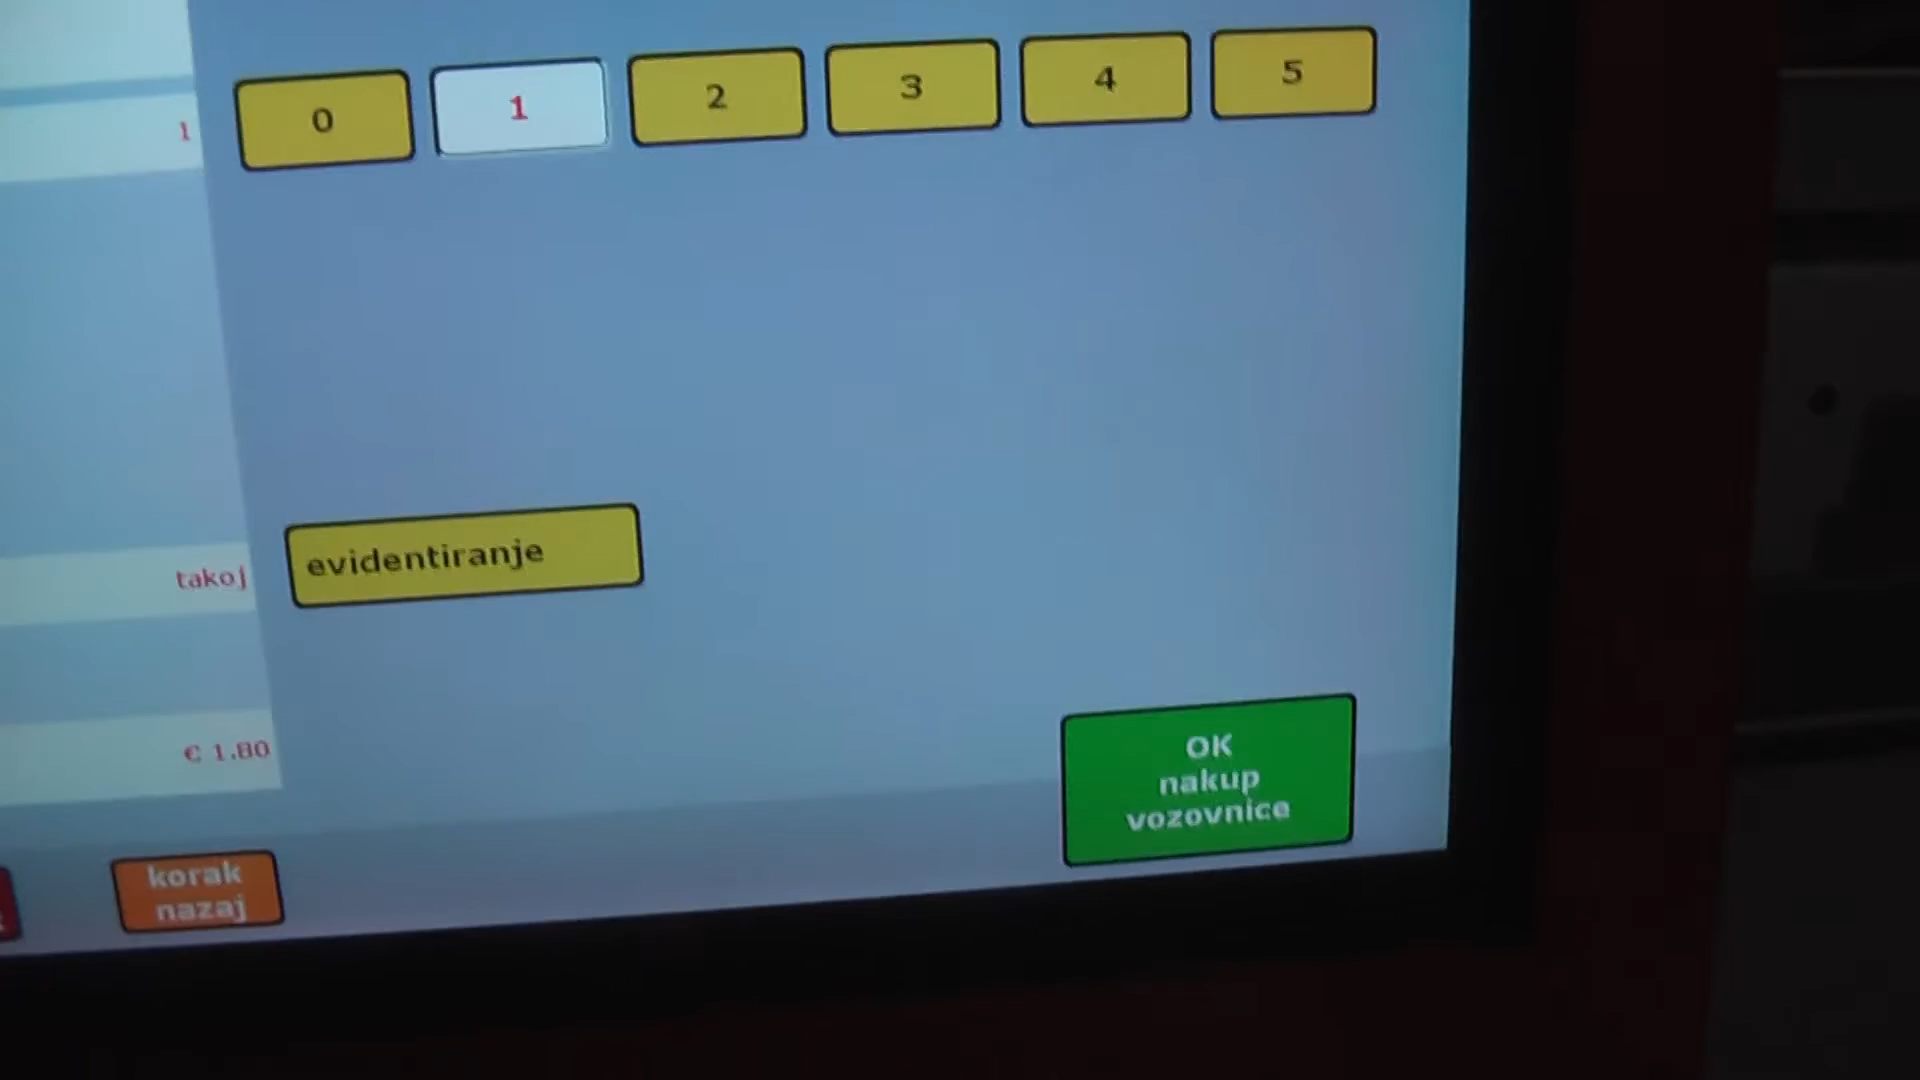 0 1 2 3 4 5
1
evidentiranje
takoj
€ 1.80
OK
nakup
vozovnice
korak
nazaj